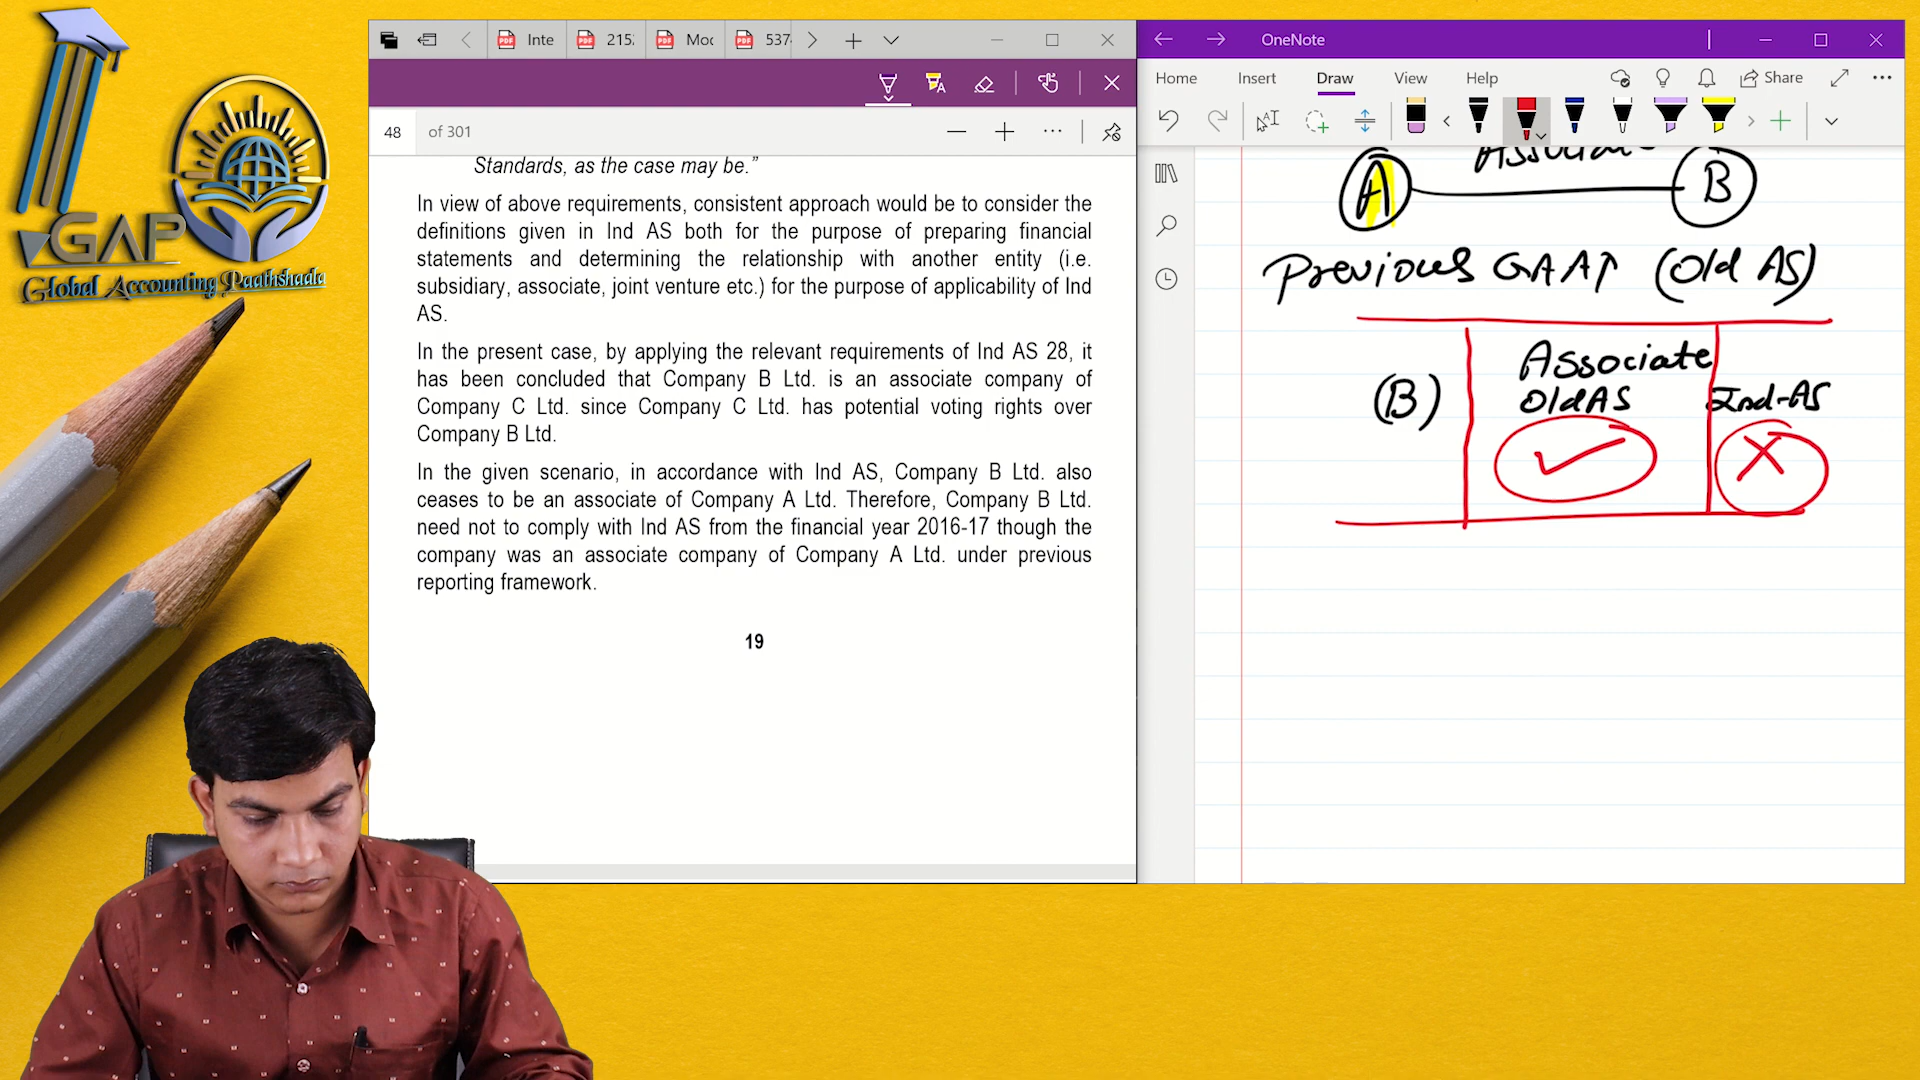 GAP
Global Accounting Paathshaala
Inte
215
Mod
537
48 of 301
Standards, as the case may be."
In view of above requirements, consistent approach would be to consider the
definitions given in Ind AS both for the purpose of preparing financial
statements and determining the relationship with another entity (i.e.
subsidiary, associate, joint venture etc.) for the purpose of applicability of Ind
AS.
In the present case, by applying the relevant requirements of Ind AS 28, it
has been concluded that Company B Ltd. is an associate company of
Company C Ltd. since Company C Ltd. has potential voting rights over
Company B Ltd.
In the given scenario, in accordance with Ind AS, Company B Ltd. also
ceases to be an associate of Company A Ltd. Therefore, Company B Ltd.
need not to comply with Ind AS from the financial year 2016-17 though the
company was an associate company of Company A Ltd. under previous
reporting framework.
19
OneNote
Home Insert Draw View Help Share
Associate
A B
Previous GAAP (Old AS)
Associate
(B) Old AS Ind-AS